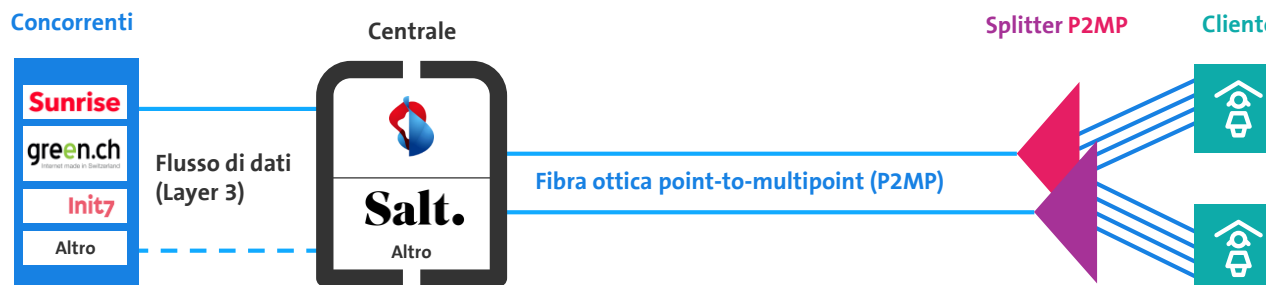 Concorrenti
Centrale
Splitter P2MP
Cliente
Sunrise
green.ch
Internet made in Switzerland
Init7
Altro
Flusso di dati
(Layer 3)
Salt.
Altro
Fibra ottica point-to-multipoint (P2MP)